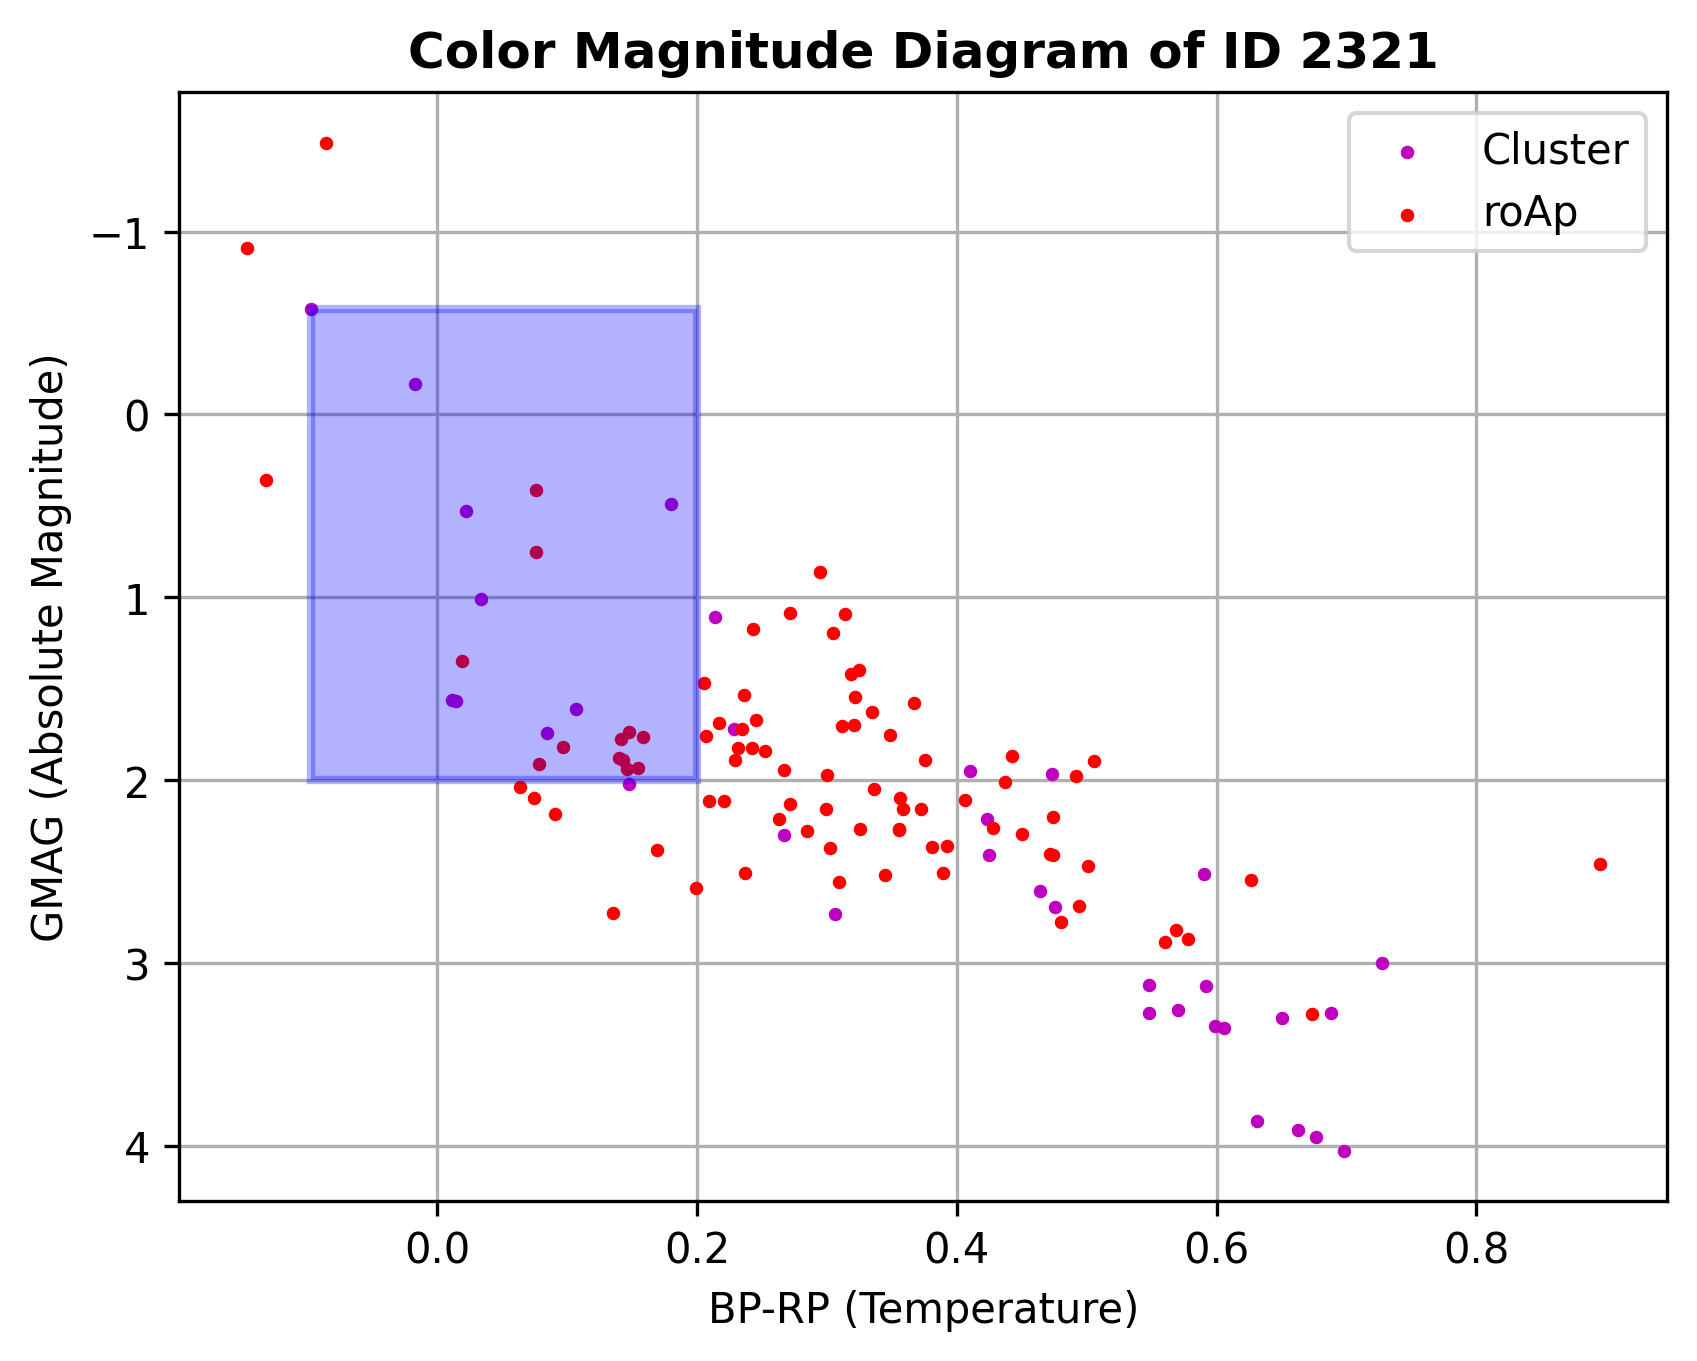 Color Magnitude Diagram of ID 2321
Cluster
roAp
−1
0
1
2
3
4
GMAG (Absolute Magnitude)
0.0 0.2 0.4 0.6 0.8
BP-RP (Temperature)